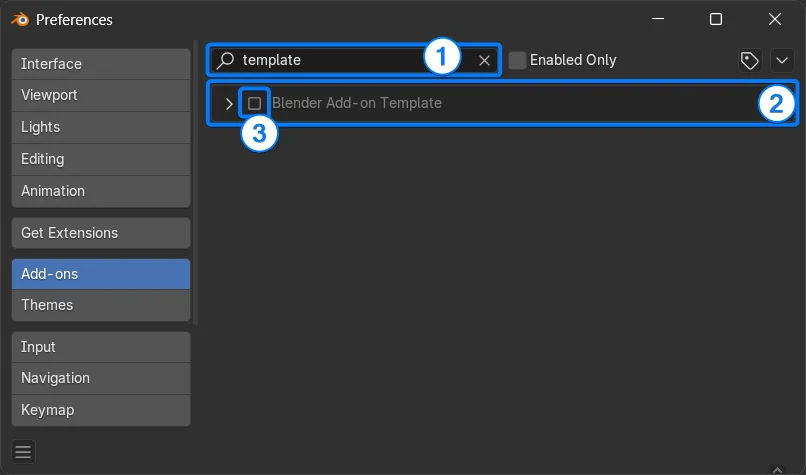 Preferences
Interface
Viewport
Lights
Editing
Animation
Get Extensions
Add-ons
Themes
Input
Navigation
Keymap
template 1 Enabled Only
Blender Add-on Template 2
3